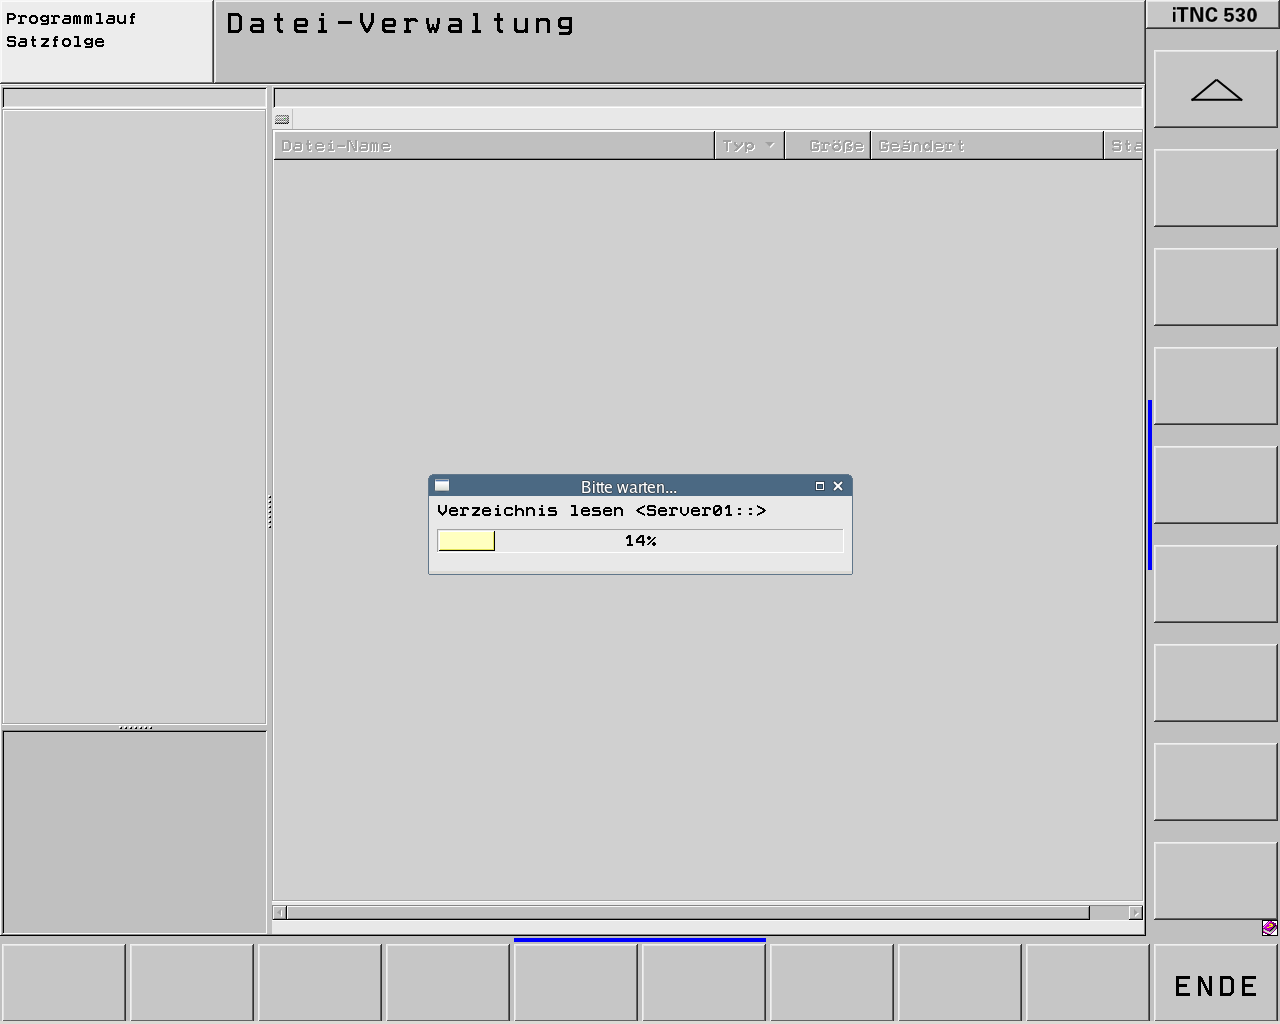 Programmlauf
Satzfolge
Datei-Verwaltung
iTNC 530
Datei-Name Typ Größe Geändert Sta
Bitte warten...
Verzeichnis lesen <Server01::>
14%
ENDE